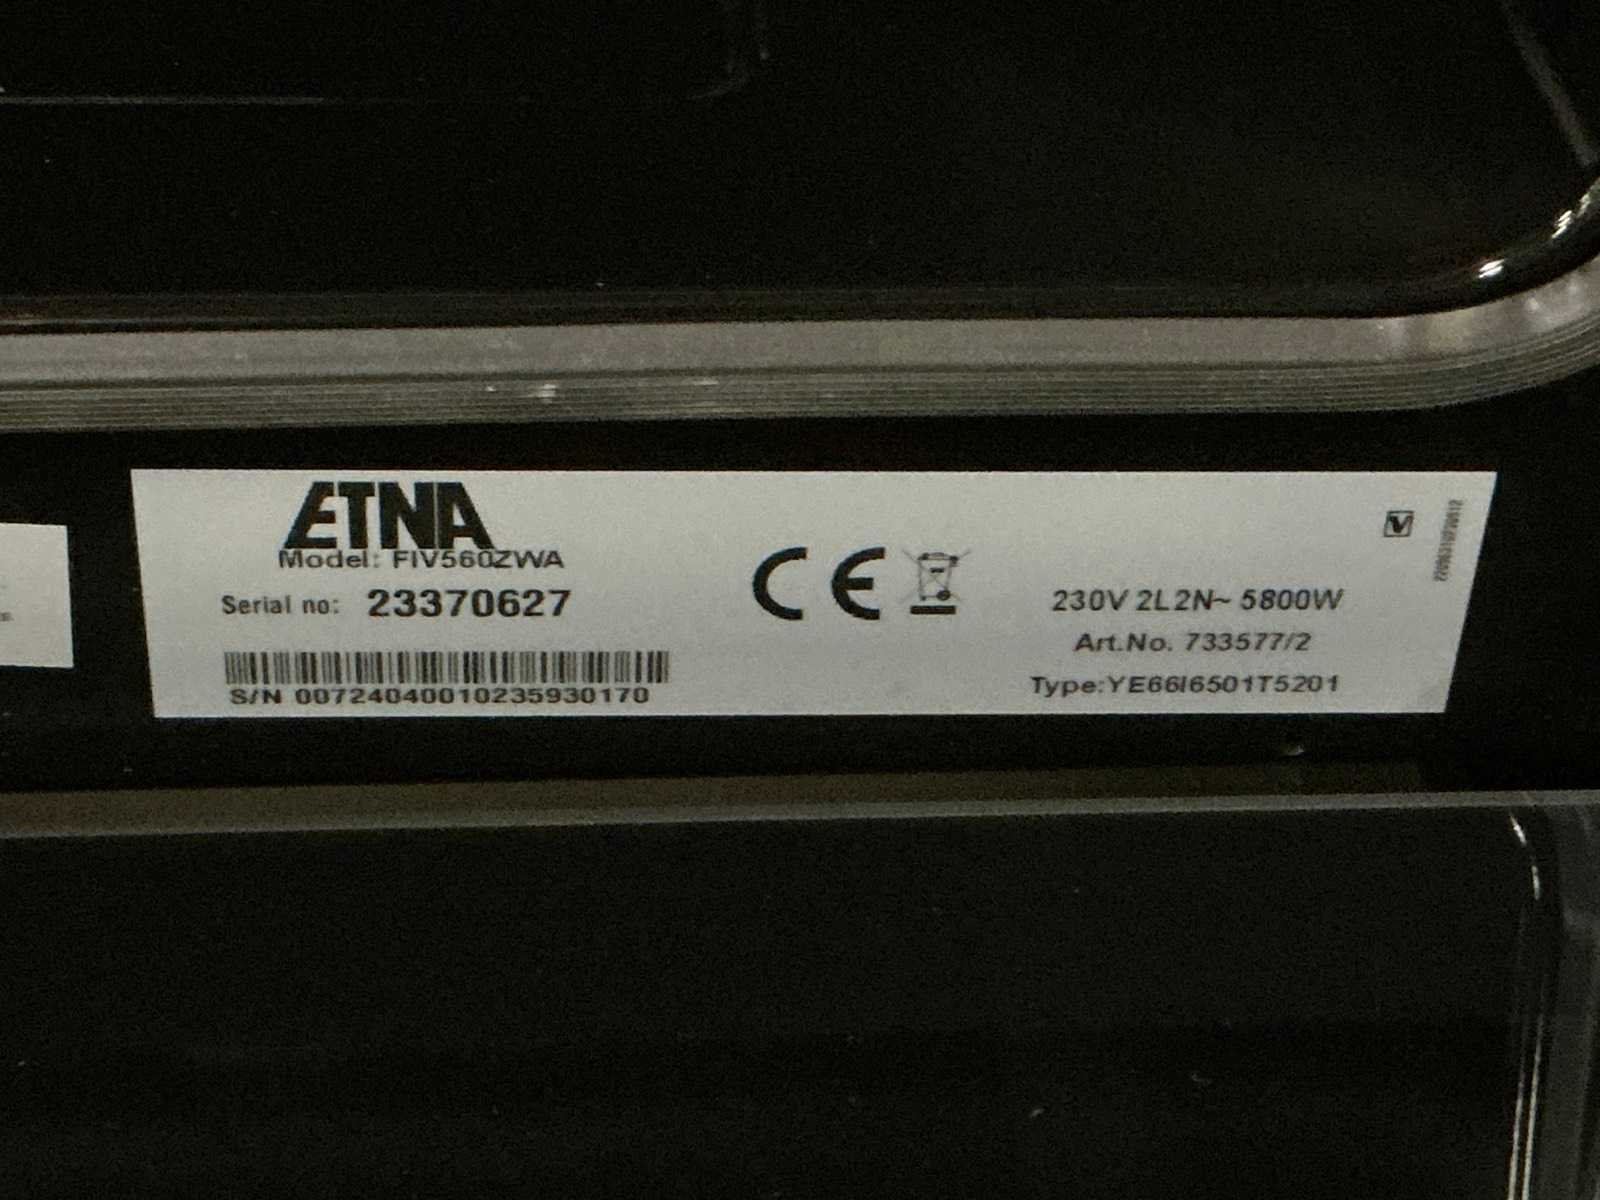 ETNA
Model: FIV560ZWA
Serial no: 23370627
S/N 00724040010235930170
CE
230V 2L2N~ 5800W
Art.No. 733577/2
Type:YE66I6501T5201
V